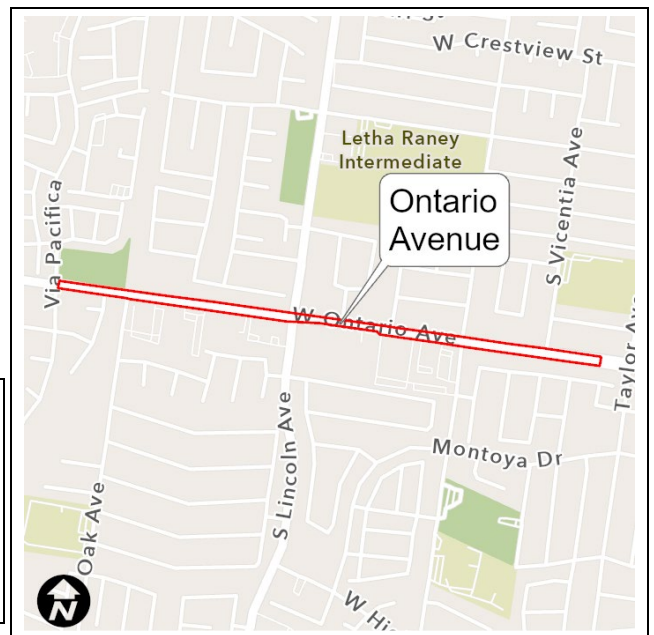 W Crestview St
Letha Raney
Intermediate
Ontario
Avenue
S Vicentia Ave
Via Pacifica
W Ontario Ave
Taylor Ave
S Lincoln Ave
Montoya Dr
Oak Ave
W Hi
N